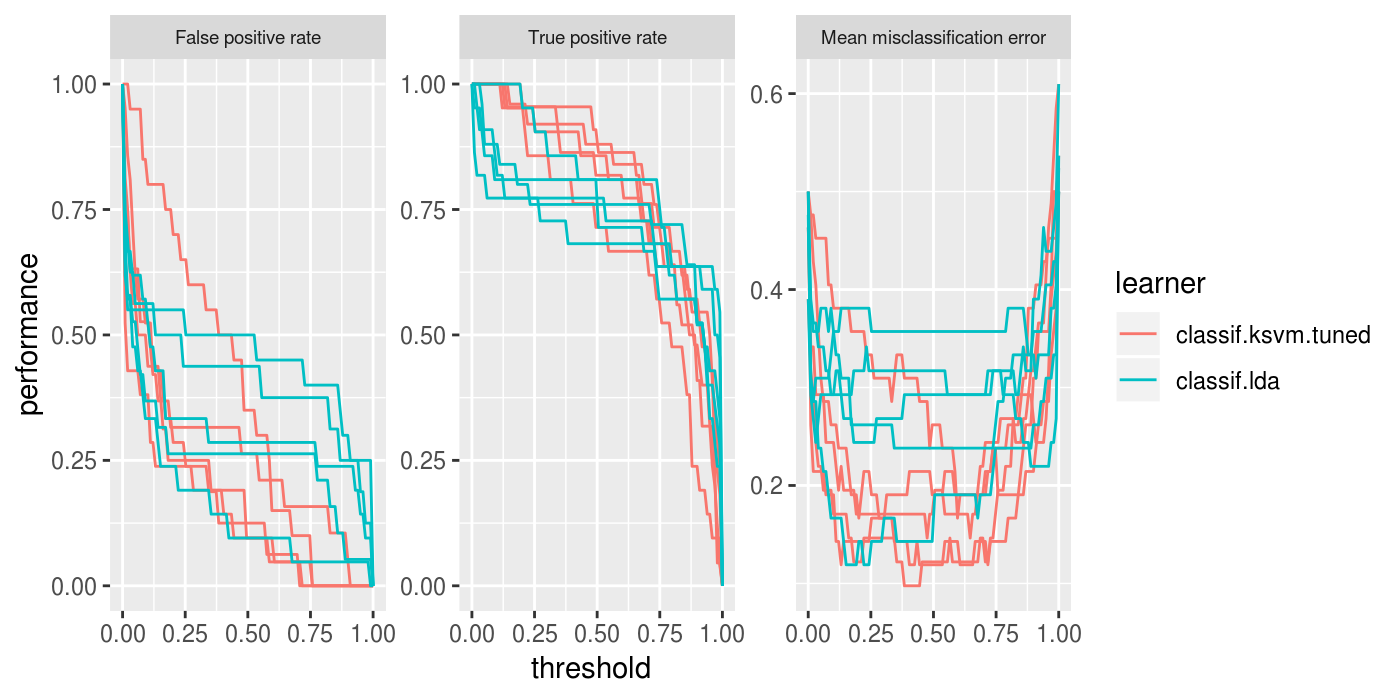 False positive rate
True positive rate
Mean misclassification error
performance
1.00
0.75
0.50
0.25
0.00
1.00
0.75
0.50
0.25
0.00
0.6
0.4
0.2
0.00 0.25 0.50 0.75 1.00
0.00 0.25 0.50 0.75 1.00
0.00 0.25 0.50 0.75 1.00
threshold
learner
classif.ksvm.tuned
classif.lda